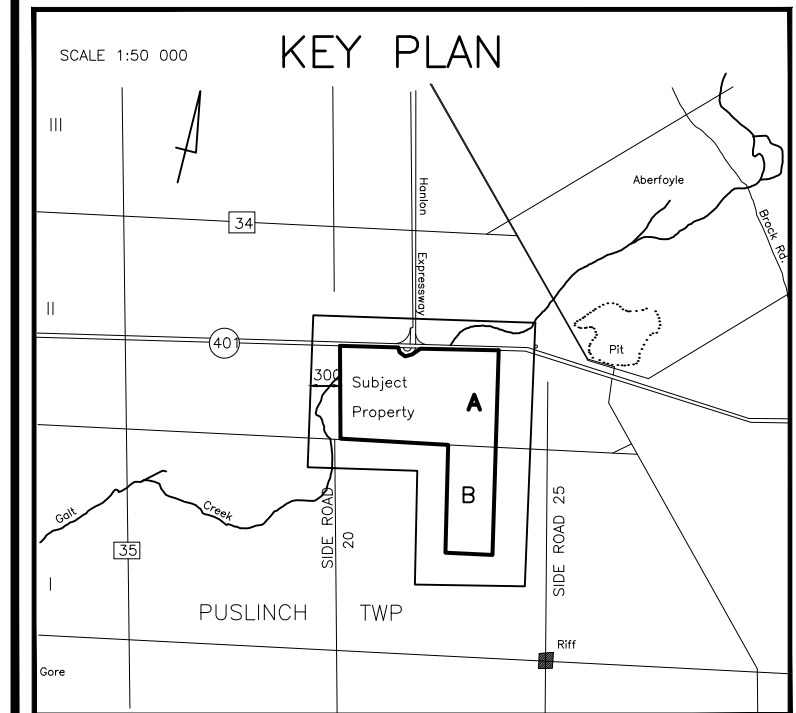 SCALE 1:50 000
KEY PLAN
III
Hanlon
Expressway
Aberfoyle
Brock Rd.
34
II
401
Pit
300
Subject
Property
A
B
Galt
Creek
SIDE ROAD
20
SIDE ROAD 25
35
I
PUSLINCH TWP
Riff
Gore